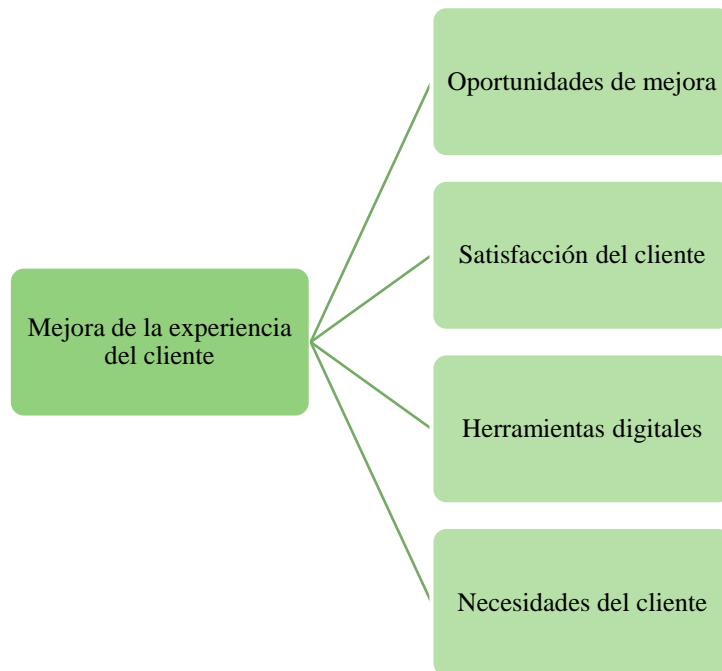 Oportunidades de mejora
Satisfacción del cliente
Mejora de la experiencia
del cliente
Herramientas digitales
Necesidades del cliente